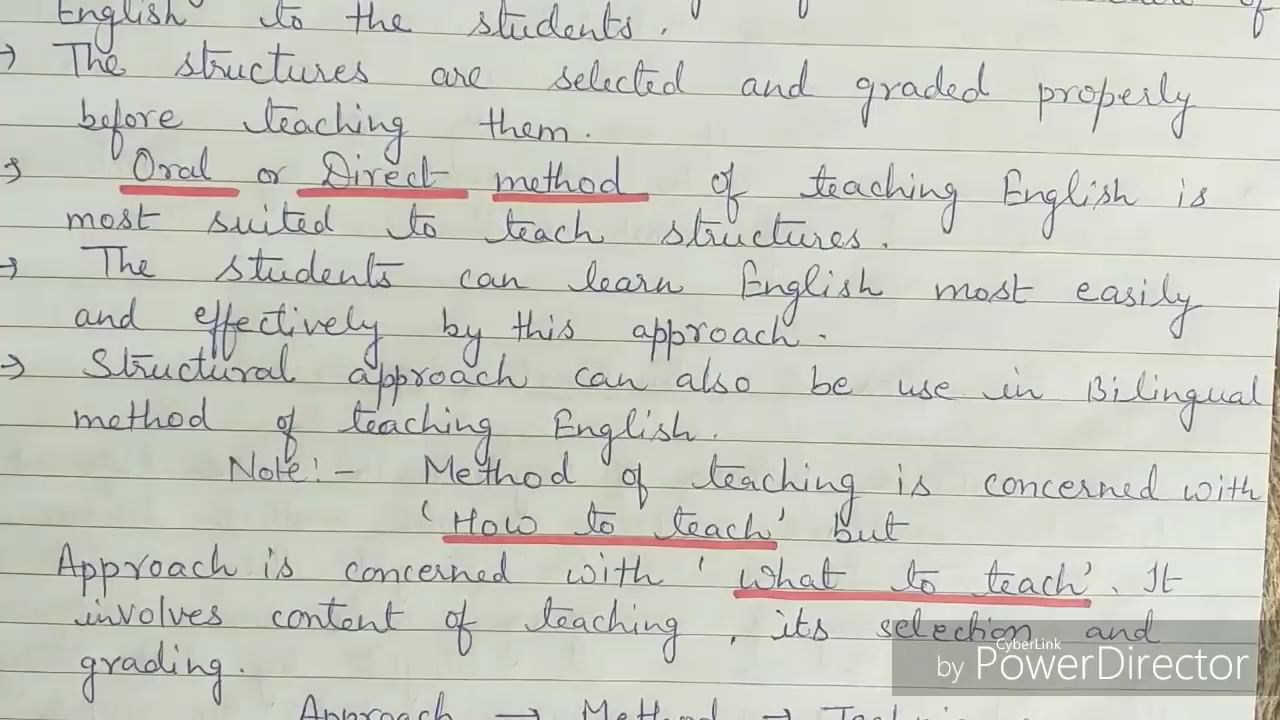 English to the students.
→ The structures are selected and graded properly
before teaching them.
→ Oral or Direct method of teaching English is
most suited to teach structures.
→ The students can learn English most easily
and effectively by this approach.
→ Structural approach can also be use in Bilingual
method of teaching English.
Note:- Method of teaching is concerned with
'How to teach' but
Approach is concerned with 'what to teach'. It
involves content of teaching, its selection and
grading.
Approach → Method →
CyberLink
by PowerDirector